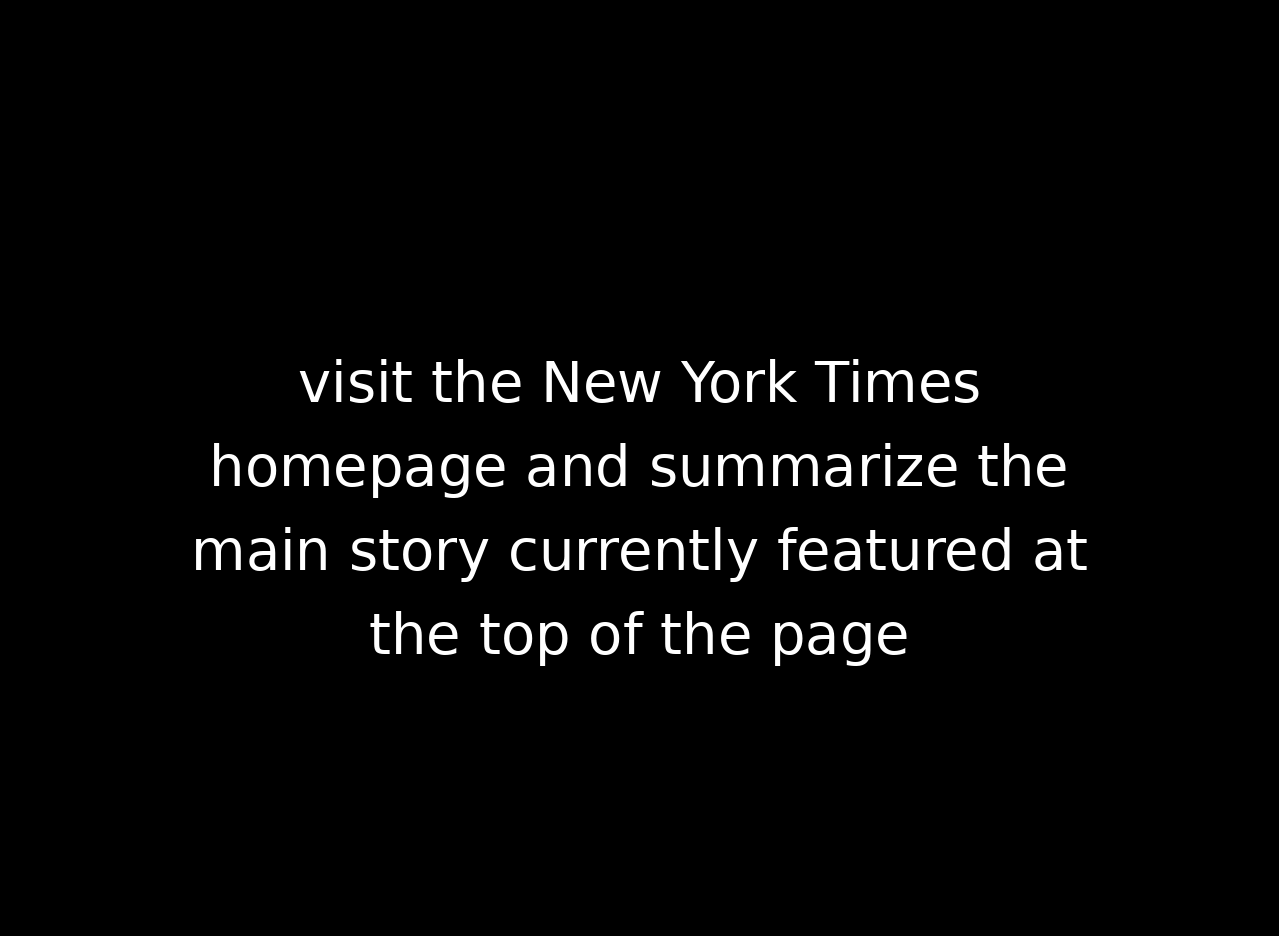 visit the New York Times
homepage and summarize the
main story currently featured at
the top of the page